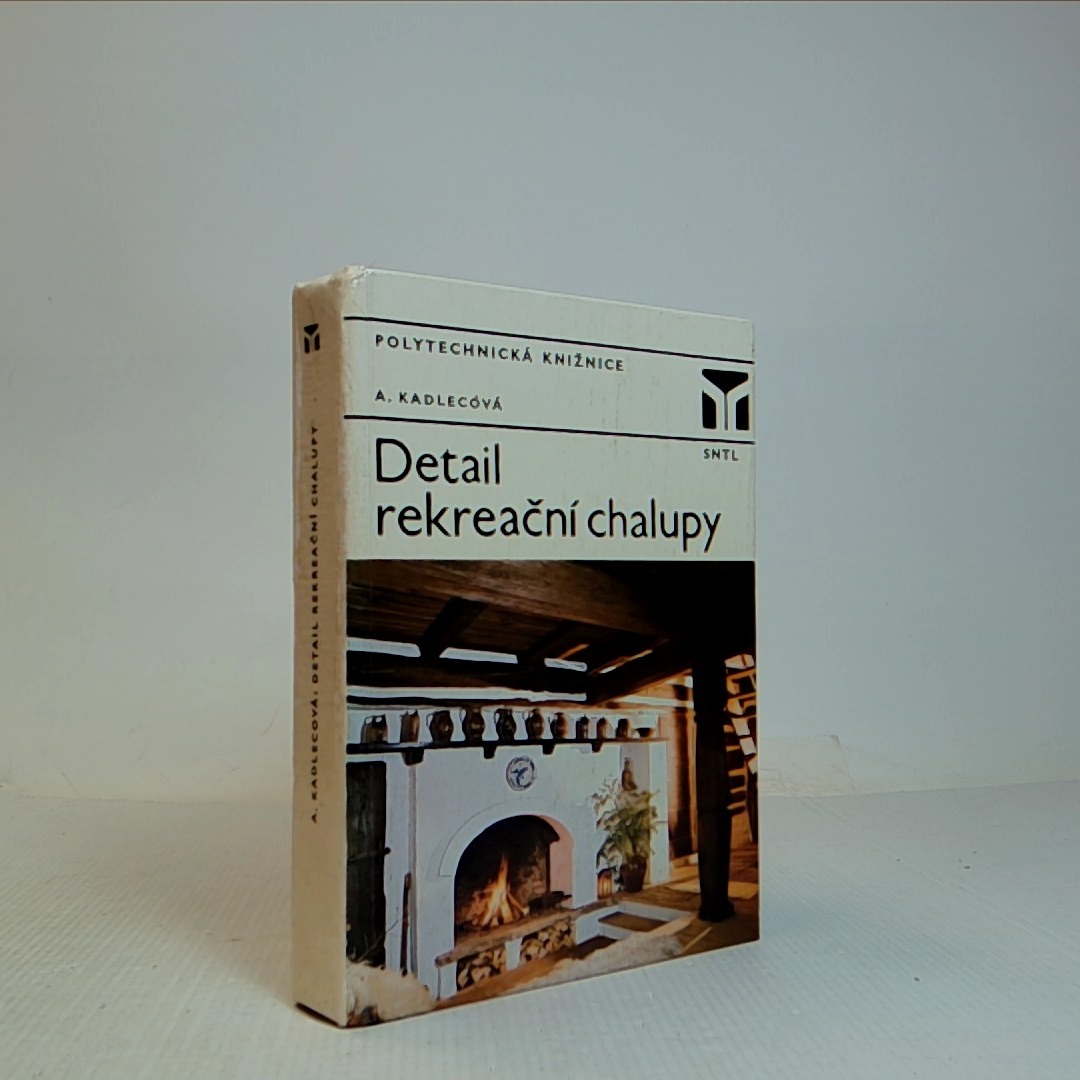 POLYTECHNICKÁ KNIŽNICE
A. KADLECOVÁ
SNTL
Detail
rekreační chalupy
A. KADLECOVÁ: DETAIL REKREAČNÍ CHALUPY